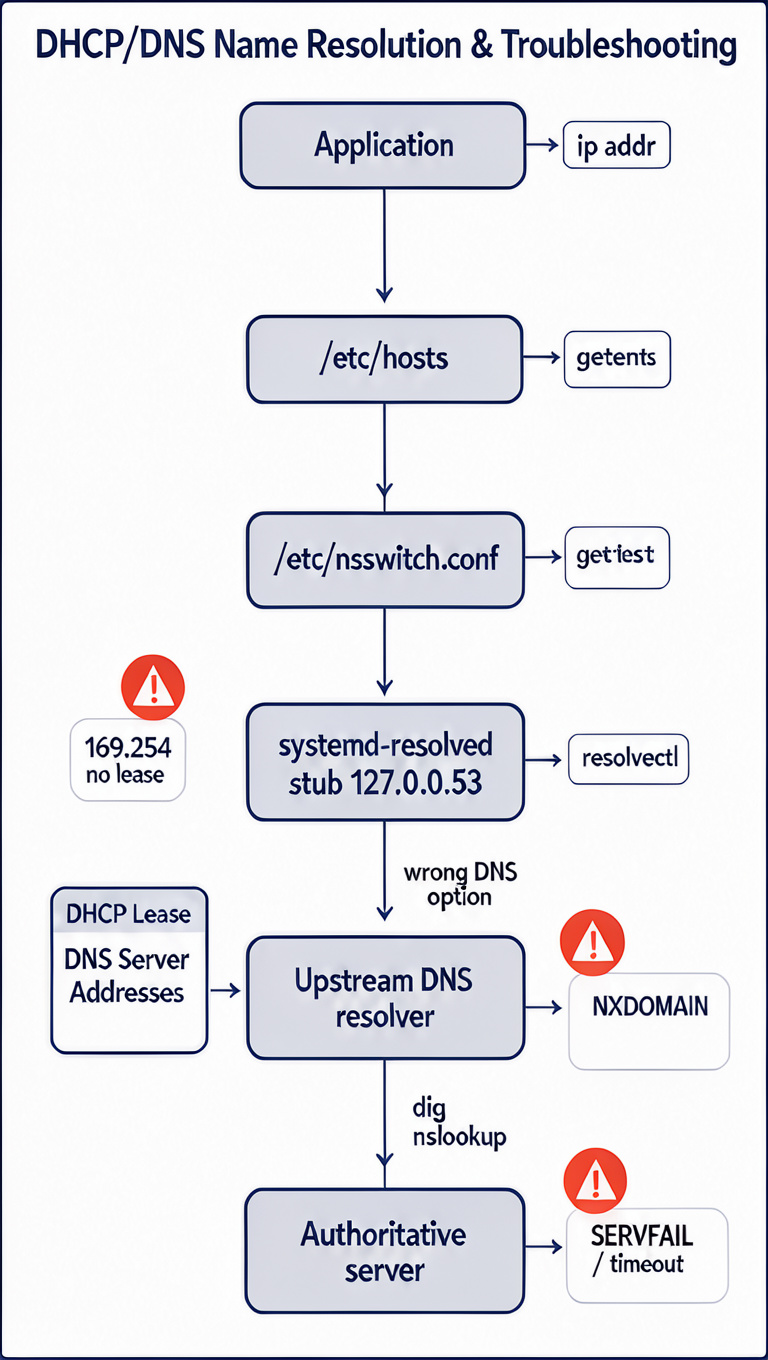 DHCP/DNS Name Resolution & Troubleshooting
Application
ip addr
/etc/hosts
getents
/etc/nsswitch.conf
systemd-resolved
stub 127.0.0.53
resolvectl
169.254
no lease
wrong DNS
option
DHCP Lease
DNS Server
Addresses
Upstream DNS
resolver
NXDOMAIN
dig
nslookup
Authoritative
server
SERVFAIL
/ timeout